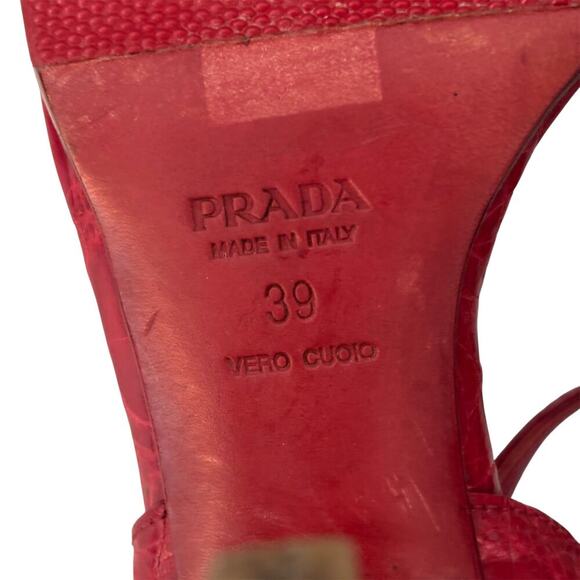 PRADA
MADE IN ITALY
39
VERO CUOIO